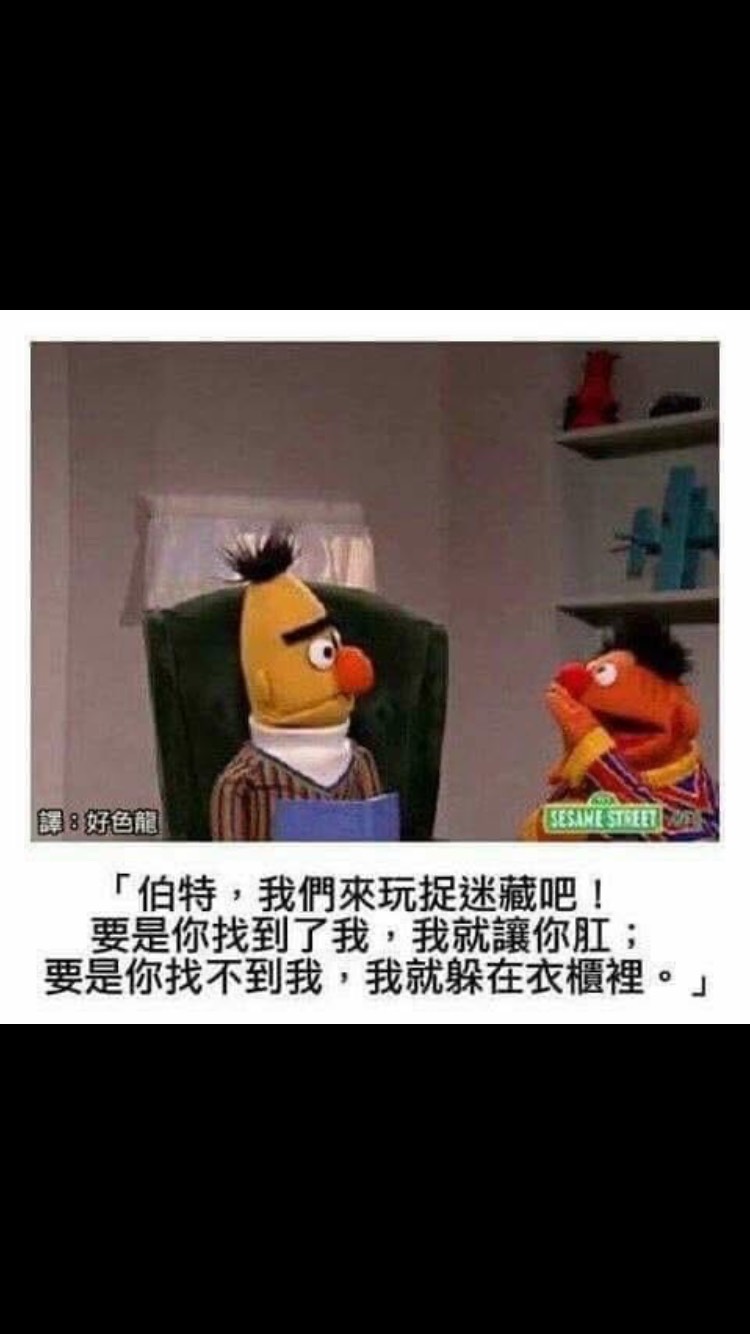 譯：好色龍
SESAME STREET
「伯特，我們來玩捉迷藏吧！
要是你找到了我，我就讓你肛；
要是你找不到我，我就躲在衣櫃裡。」